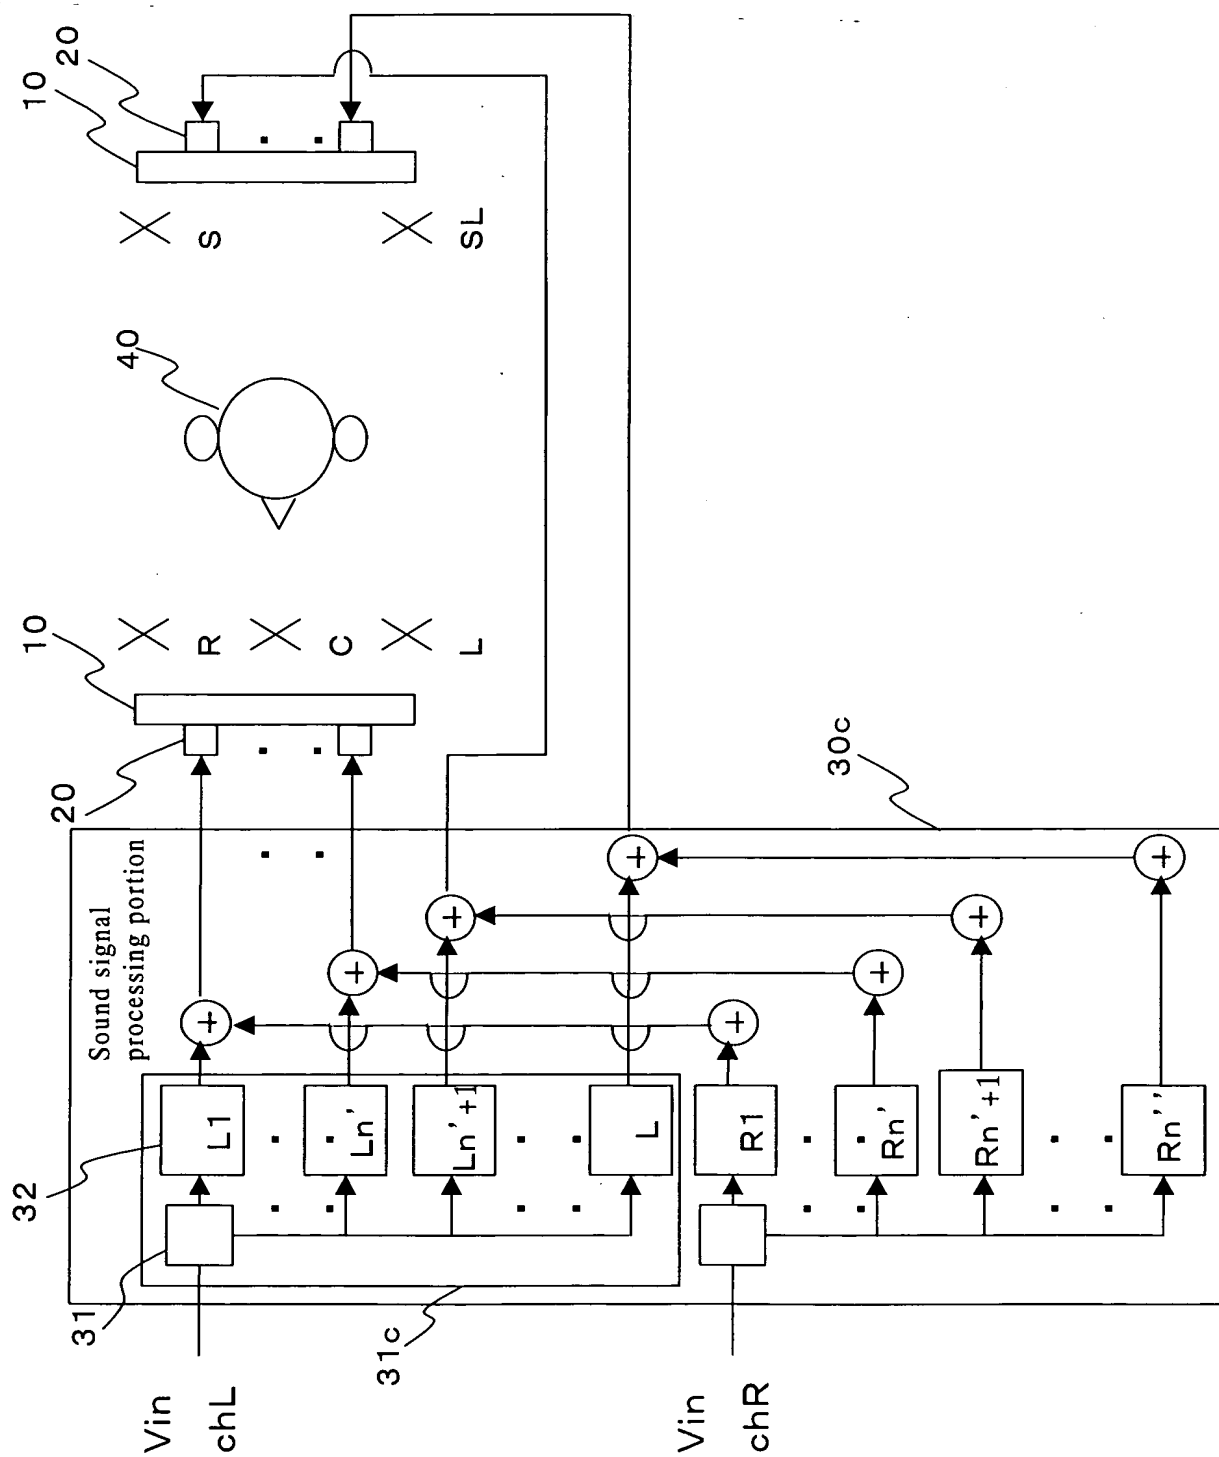 Vin
chL
Vin
chR
31
32
31c
30c
Sound signal
processing portion
L1
Ln'
Ln'+1
L
R1
Rn'
Rn'+1
Rn''
+
+
+
+
+
+
+
+
20
10
R
C
L
40
S
SL
10
20